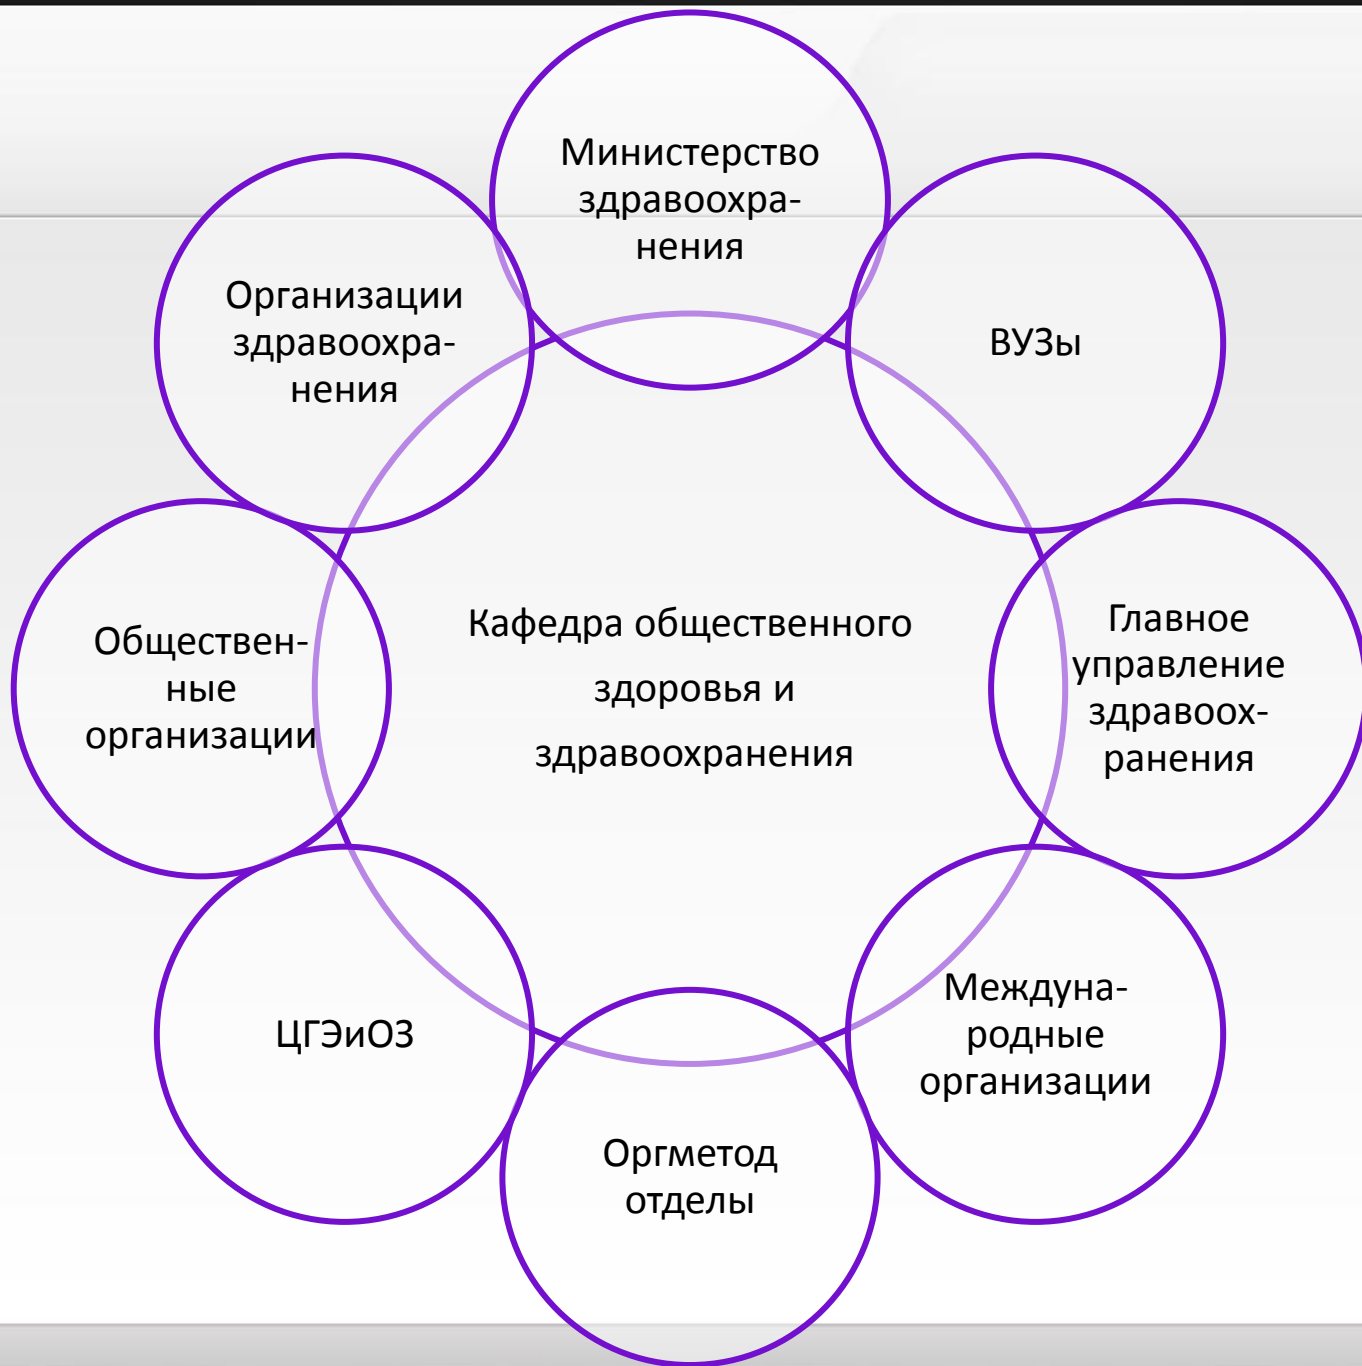 Министерство
здравоохра-
нения
ВУЗы
Главное
управление
здравоох-
ранения
Междуна-
родные
организации
Оргметод
отделы
ЦГЭиОЗ
Обществен-
ные
организации
Организации
здравоохра-
нения
Кафедра общественного
здоровья и
здравоохранения